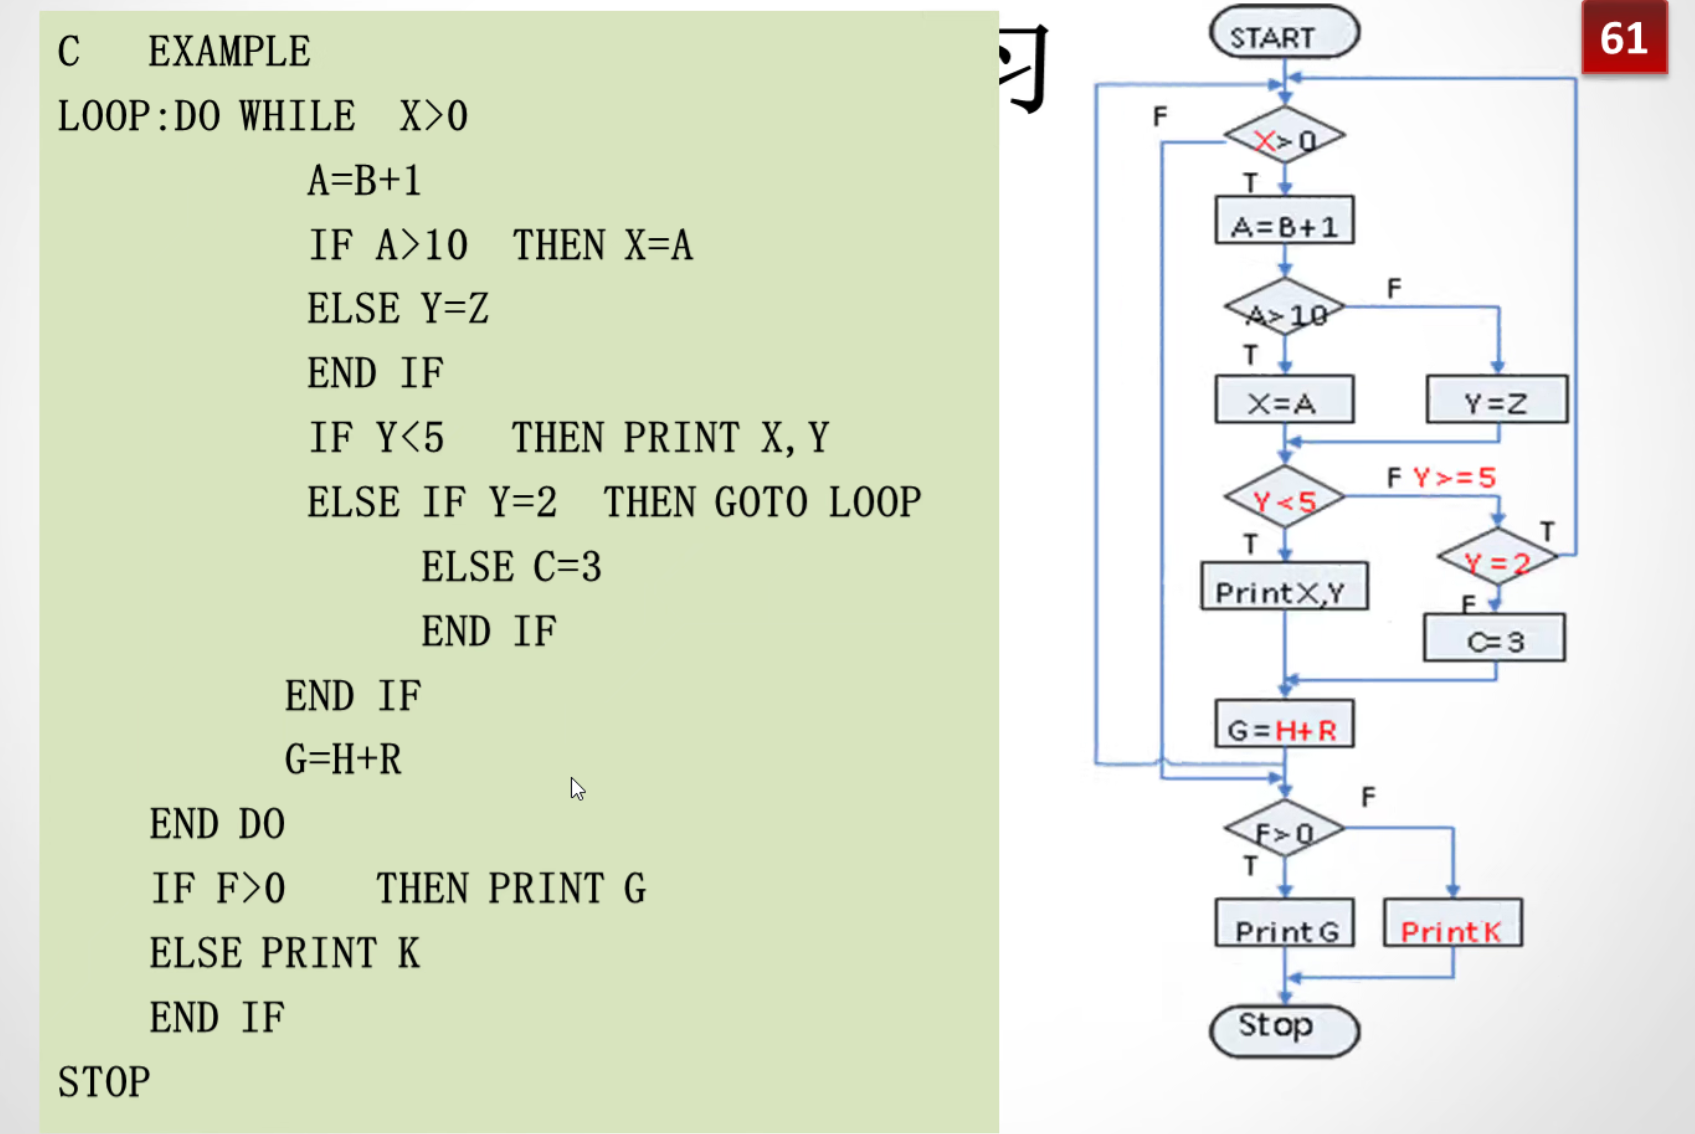 C EXAMPLE
LOOP:DO WHILE X>0
A=B+1
IF A>10 THEN X=A
ELSE Y=Z
END IF
IF Y<5 THEN PRINT X,Y
ELSE IF Y=2 THEN GOTO LOOP
ELSE C=3
END IF
END IF
G=H+R
END DO
IF F>0 THEN PRINT G
ELSE PRINT K
END IF
STOP
习
61
START
F
X>0
T
A=B+1
A>10
F
T
X=A
Y=Z
Y<5
F Y>=5
T
Y=2
T
Print X,Y
F
C=3
G=H+R
F>0
F
T
Print G
Print K
Stop